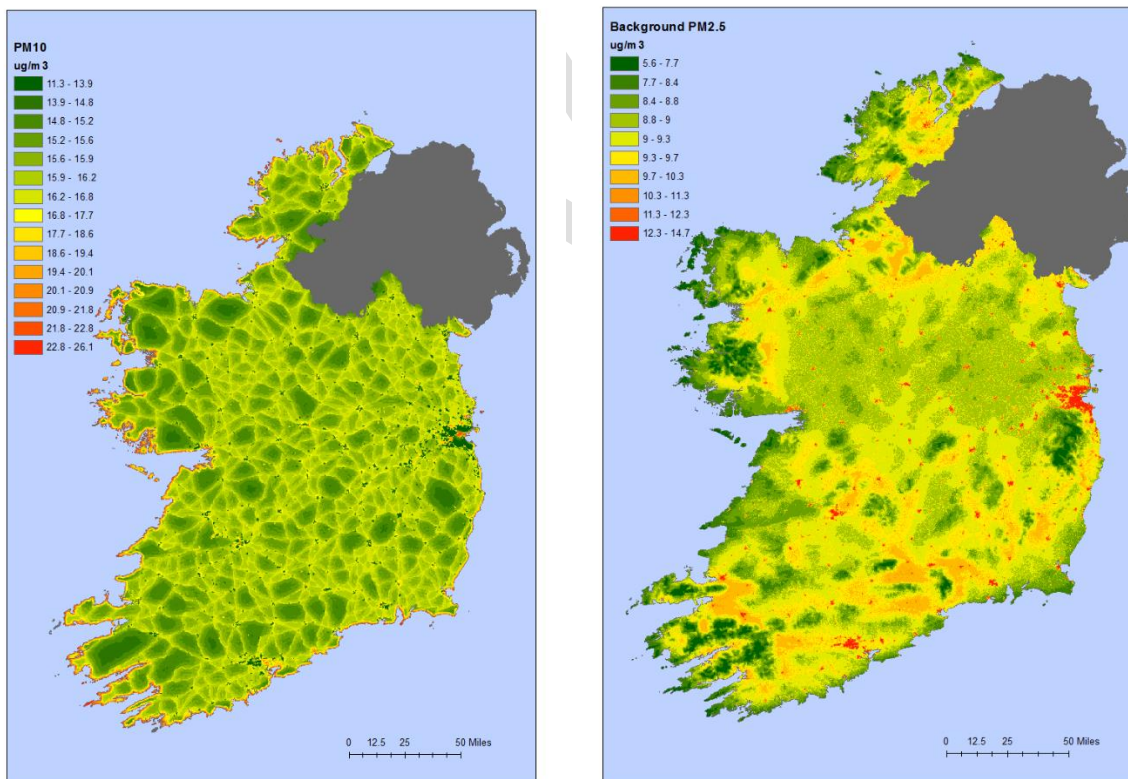 PM10
ug/m 3
11.3 - 13.9
13.9 - 14.8
14.8 - 15.2
15.2 - 15.6
15.6 - 15.9
15.9 - 16.2
16.2 - 16.8
16.8 - 17.7
17.7 - 18.6
18.6 - 19.4
19.4 - 20.1
20.1 - 20.9
20.9 - 21.8
21.8 - 22.8
22.8 - 26.1
0 12.5 25 50 Miles
Background PM2.5
ug/m 3
5.6 - 7.7
7.7 - 8.4
8.4 - 8.8
8.8 - 9
9 - 9.3
9.3 - 9.7
9.7 - 10.3
10.3 - 11.3
11.3 - 12.3
12.3 - 14.7
0 12.5 25 50 Miles